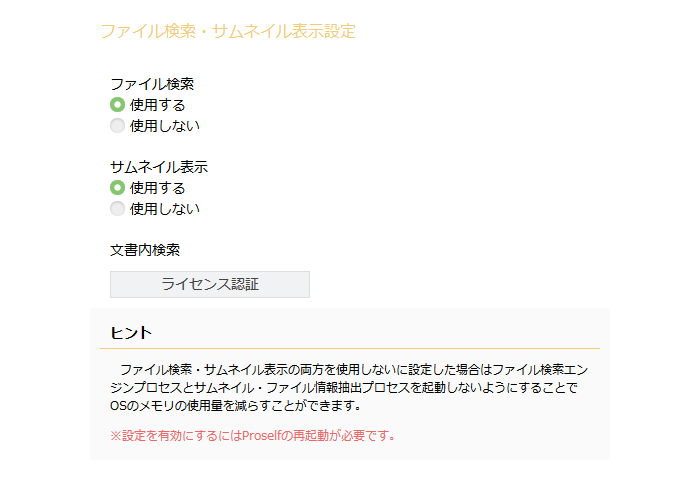 ファイル検索・サムネイル表示設定
ファイル検索
使用する
使用しない
サムネイル表示
使用する
使用しない
文書内検索
ライセンス認証
ヒント
ファイル検索・サムネイル表示の両方を使用しないに設定した場合はファイル検索エン
ジンプロセスとサムネイル・ファイル情報抽出プロセスを起動しないようにすることで
OSのメモリの使用量を減らすことができます。
※設定を有効にするにはProselfの再起動が必要です。